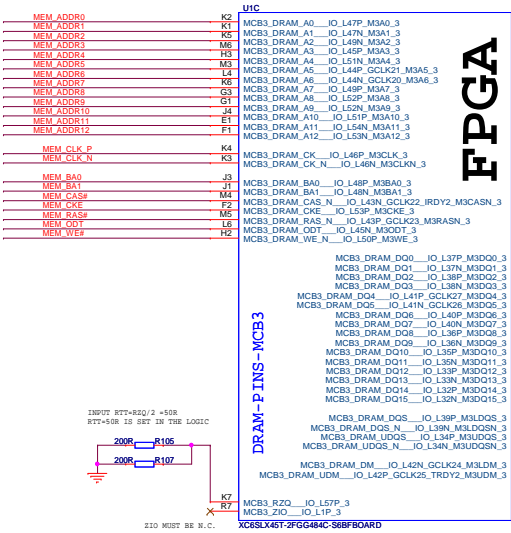 U1C
MEM_ADDR0 K2 MCB3_DRAM_A0___IO_L47P_M3A0_3
MEM_ADDR1 K1 MCB3_DRAM_A1___IO_L47N_M3A1_3
MEM_ADDR2 K5 MCB3_DRAM_A2___IO_L49N_M3A2_3
MEM_ADDR3 M6 MCB3_DRAM_A3___IO_L45P_M3A3_3
MEM_ADDR4 H3 MCB3_DRAM_A4___IO_L51N_M3A4_3
MEM_ADDR5 M3 MCB3_DRAM_A5___IO_L44P_GCLK21_M3A5_3
MEM_ADDR6 L4 MCB3_DRAM_A6___IO_L44N_GCLK20_M3A6_3
MEM_ADDR7 K6 MCB3_DRAM_A7___IO_L49P_M3A7_3
MEM_ADDR8 G3 MCB3_DRAM_A8___IO_L52P_M3A8_3
MEM_ADDR9 G1 MCB3_DRAM_A9___IO_L52N_M3A9_3
MEM_ADDR10 J4 MCB3_DRAM_A10___IO_L51P_M3A10_3
MEM_ADDR11 E1 MCB3_DRAM_A11___IO_L54N_M3A11_3
MEM_ADDR12 F1 MCB3_DRAM_A12___IO_L53N_M3A12_3
FPGA
MEM_CLK_P K4 MCB3_DRAM_CK___IO_L46P_M3CLK_3
MEM_CLK_N K3 MCB3_DRAM_CK_N___IO_L46N_M3CLKN_3
MEM_BA0 J3 MCB3_DRAM_BA0___IO_L48P_M3BA0_3
MEM_BA1 J1 MCB3_DRAM_BA1___IO_L48N_M3BA1_3
MEM_CAS# M4 MCB3_DRAM_CAS_N___IO_L43N_GCLK22_IRDY2_M3CASN_3
MEM_CKE F2 MCB3_DRAM_CKE___IO_L53P_M3CKE_3
MEM_RAS# M5 MCB3_DRAM_RAS_N___IO_L43P_GCLK23_M3RASN_3
MEM_ODT L6 MCB3_DRAM_ODT___IO_L45N_M3ODT_3
MEM_WE# H2 MCB3_DRAM_WE_N___IO_L50P_M3WE_3
MCB3_DRAM_DQ0___IO_L37P_M3DQ0_3
MCB3_DRAM_DQ1___IO_L37N_M3DQ1_3
MCB3_DRAM_DQ2___IO_L38P_M3DQ2_3
MCB3_DRAM_DQ3___IO_L38N_M3DQ3_3
MCB3_DRAM_DQ4___IO_L41P_GCLK27_M3DQ4_3
MCB3_DRAM_DQ5___IO_L41N_GCLK26_M3DQ5_3
MCB3_DRAM_DQ6___IO_L40P_M3DQ6_3
MCB3_DRAM_DQ7___IO_L40N_M3DQ7_3
MCB3_DRAM_DQ8___IO_L36P_M3DQ8_3
MCB3_DRAM_DQ9___IO_L36N_M3DQ9_3
MCB3_DRAM_DQ10___IO_L35P_M3DQ10_3
MCB3_DRAM_DQ11___IO_L35N_M3DQ11_3
MCB3_DRAM_DQ12___IO_L33P_M3DQ12_3
MCB3_DRAM_DQ13___IO_L33N_M3DQ13_3
MCB3_DRAM_DQ14___IO_L32P_M3DQ14_3
MCB3_DRAM_DQ15___IO_L32N_M3DQ15_3
DRAM-PINS-MCB3
MCB3_DRAM_DQS___IO_L39P_M3LDQS_3
MCB3_DRAM_DQS_N___IO_L39N_M3LDQSN_3
MCB3_DRAM_UDQS___IO_L34P_M3UDQS_3
MCB3_DRAM_UDQS_N___IO_L34N_M3UDQSN_3
MCB3_DRAM_DM___IO_L42N_GCLK24_M3LDM_3
MCB3_DRAM_UDM___IO_L42P_GCLK25_TRDY2_M3UDM_3
INPUT RTT=RZQ/2 =50R
RTT=50R IS SET IN THE LOGIC
200R R105
200R R107
K7 MCB3_RZQ___IO_L57P_3
R7 MCB3_ZIO___IO_L1P_3
ZIO MUST BE N.C. XC6SLX45T-2FGG484C-S6BFBOARD